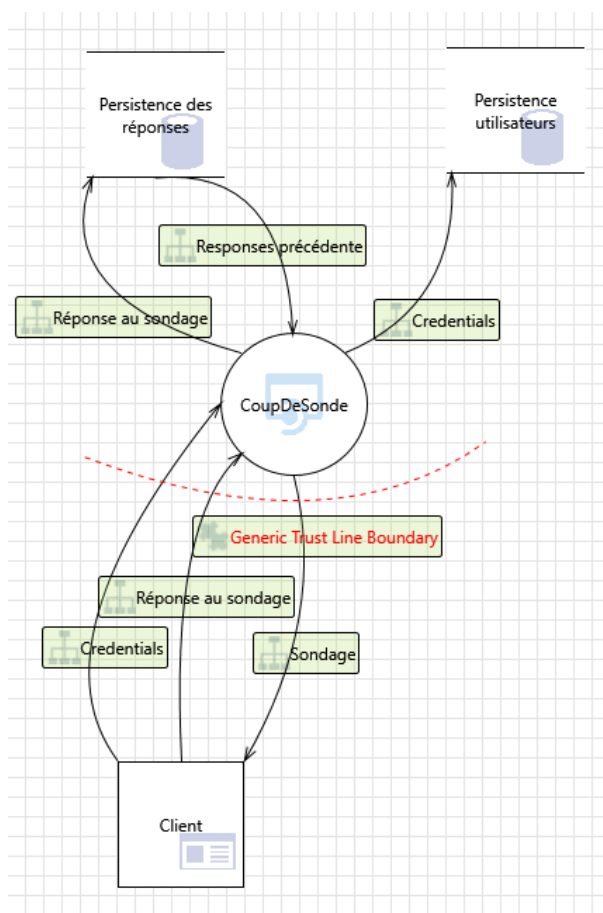 Persistence des
réponses
Persistence
utilisateurs
Responses précédente
Réponse au sondage
Credentials
CoupDeSonde
Generic Trust Line Boundary
Réponse au sondage
Credentials
Sondage
Client